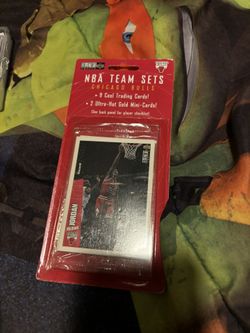 NBA TEAM SETS
CHICAGO BULLS
• 9 Cool Trading Cards!
• 2 Ultra-Hot Gold Mini-Cards!
(See back panel for player checklist)
JORDAN